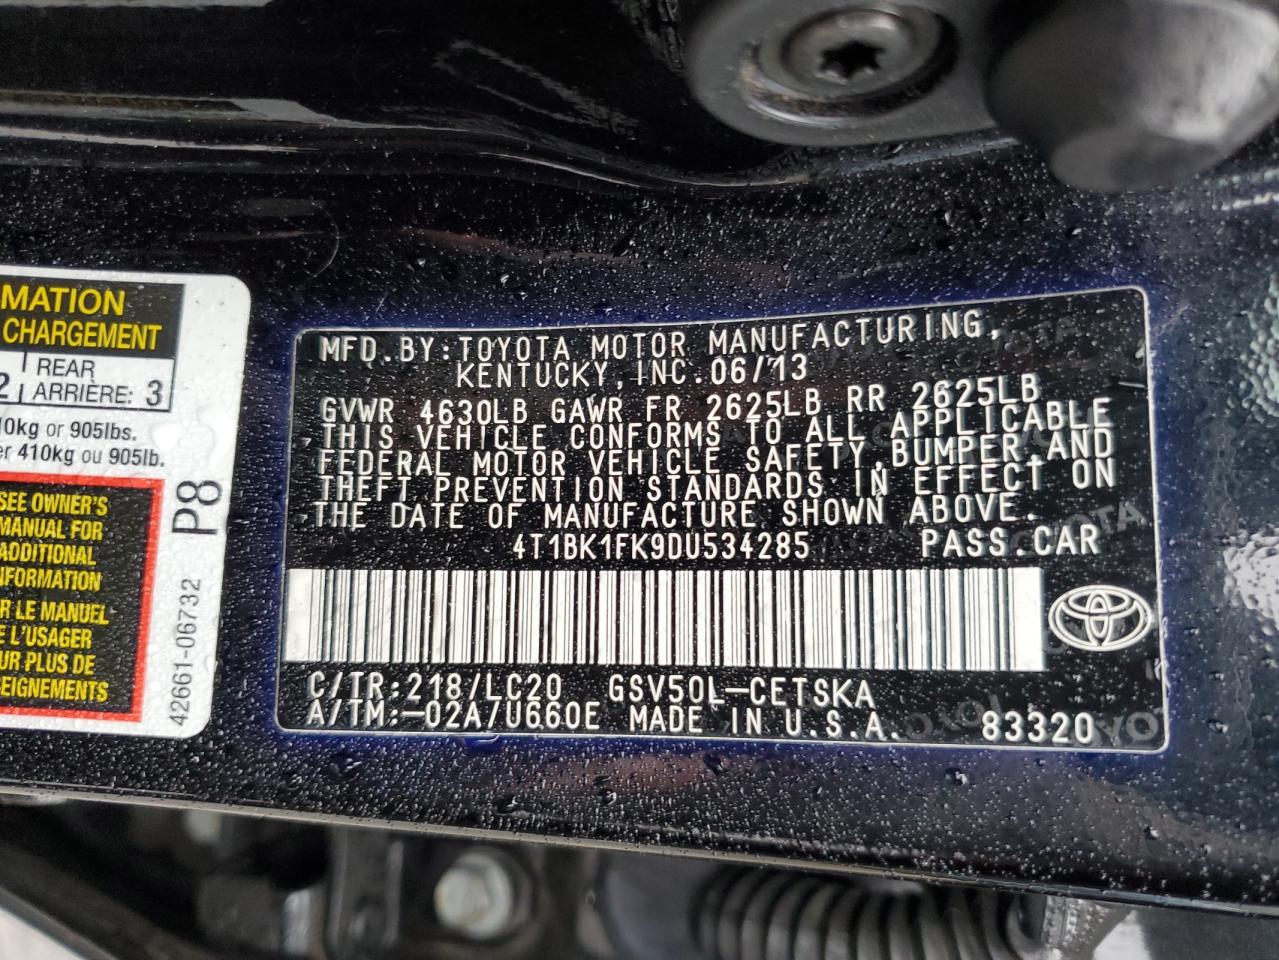 MATION
CHARGEMENT
2 REAR
ARRIÈRE: 3
10kg or 905lbs.
er 410kg ou 905lb.
SEE OWNER'S
MANUAL FOR
ADDITIONAL
INFORMATION
R LE MANUEL
E L'USAGER
UR PLUS DE
SEIGNEMENTS
P8
42661-06732
MFD.BY:TOYOTA MOTOR MANUFACTURING,
KENTUCKY, INC. 06/13
GVWR 4630LB GAWR FR 2625LB RR 2625LB
THIS VEHICLE CONFORMS TO ALL APPLICABLE
FEDERAL MOTOR VEHICLE SAFETY, BUMPER, AND
THEFT PREVENTION STANDARDS IN EFFECT ON
THE DATE OF MANUFACTURE SHOWN ABOVE.
4T1BK1FK9DU534285 PASS.CAR
C/TR:218/LC20 GSV50L-CETSKA
A/TM:-02A/U660E MADE IN U.S.A. 83320